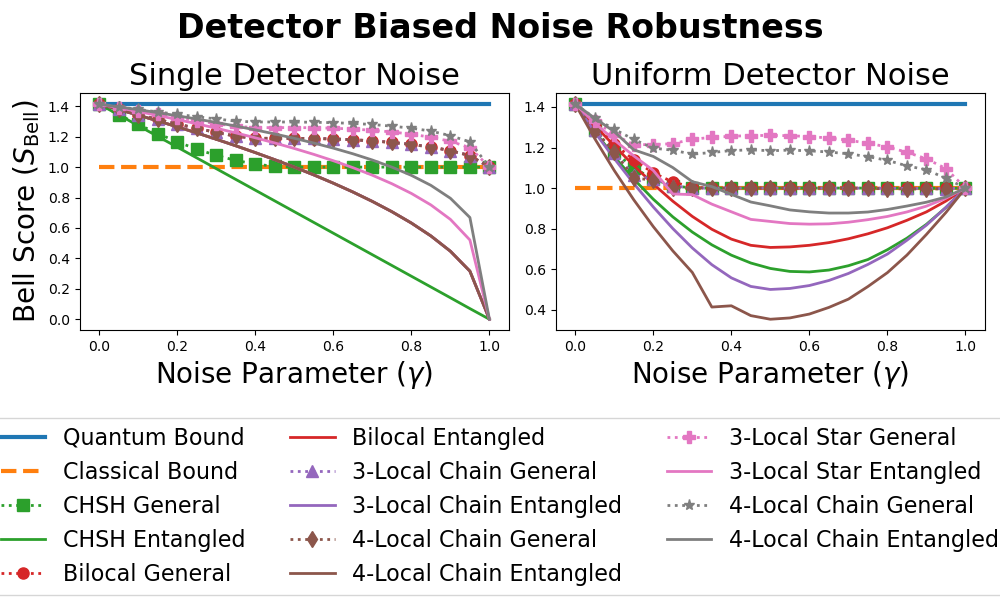 Detector Biased Noise Robustness
Single Detector Noise
Uniform Detector Noise
Bell Score (S_Bell)
1.4
1.2
1.0
0.8
0.6
0.4
0.2
0.0
0.0 0.2 0.4 0.6 0.8 1.0
Noise Parameter (γ)
1.4
1.2
1.0
0.8
0.6
0.4
0.0 0.2 0.4 0.6 0.8 1.0
Noise Parameter (γ)
Quantum Bound
Classical Bound
CHSH General
CHSH Entangled
Bilocal General
Bilocal Entangled
3-Local Chain General
3-Local Chain Entangled
4-Local Chain General
4-Local Chain Entangled
3-Local Star General
3-Local Star Entangled
4-Local Chain General
4-Local Chain Entangled